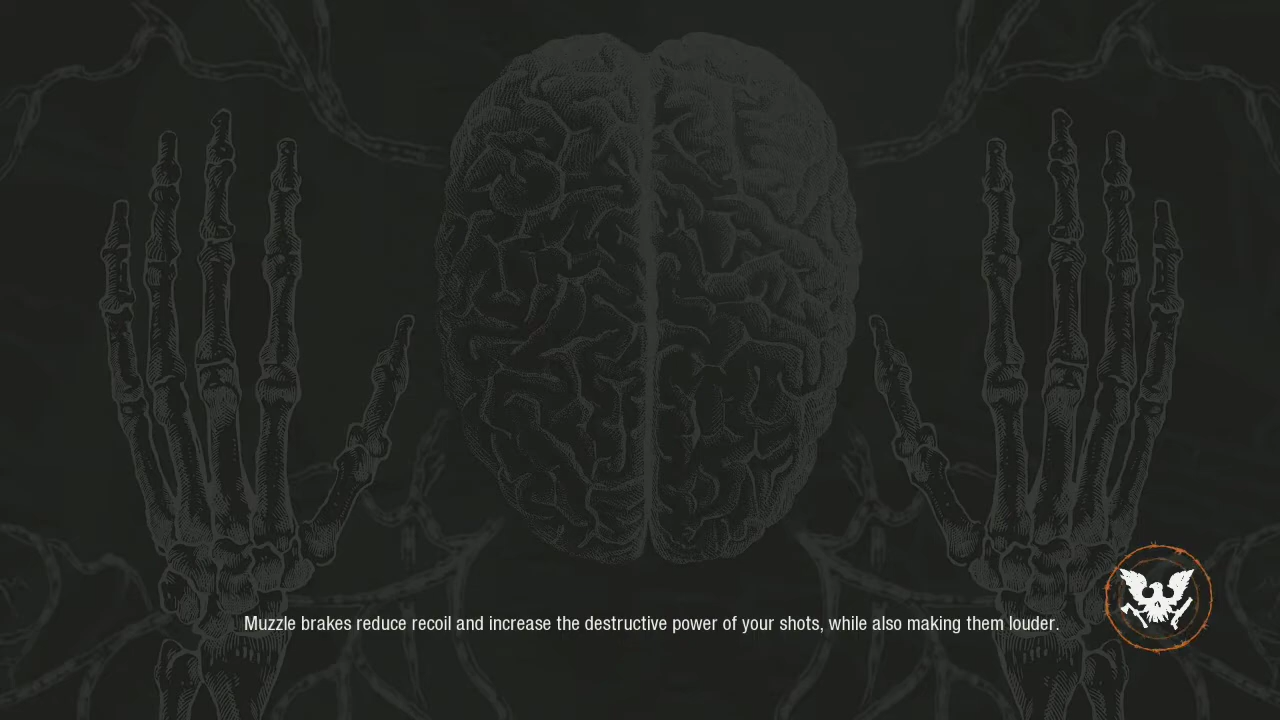 Muzzle brakes reduce recoil and increase the destructive power of your shots, while also making them louder.